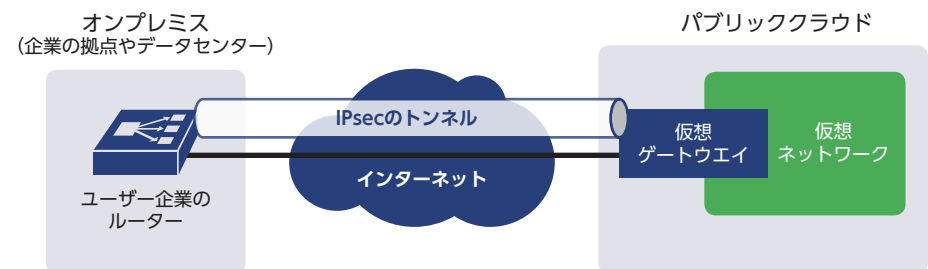 オンプレミス
(企業の拠点やデータセンター)
パブリッククラウド
IPsecのトンネル
インターネット
ユーザー企業の
ルーター
仮想
ゲートウエイ
仮想
ネットワーク